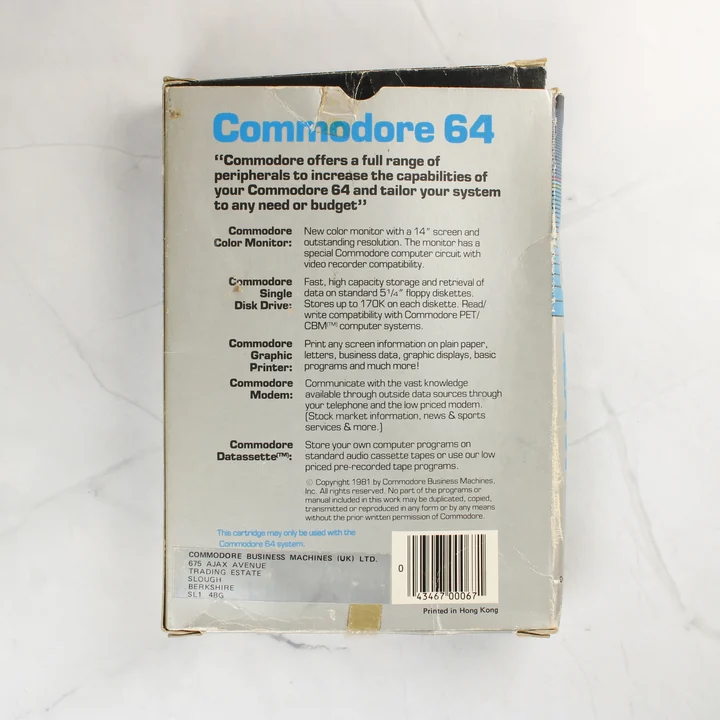 Commodore 64
“Commodore offers a full range of
peripherals to increase the capabilities of
your Commodore 64 and tailor your system
to any need or budget”
Commodore
Color Monitor:
New color monitor with a 14″ screen and
outstanding resolution. The monitor has a
special Commodore computer circuit with
video recorder compatibility.
Commodore
Single
Disk Drive:
Fast, high capacity storage and retrieval of
data on standard 5¼″ floppy diskettes.
Stores up to 170K on each diskette. Read/
write compatibility with Commodore PET/
CBM(TM) computer systems.
Commodore
Graphic
Printer:
Print any screen information on plain paper,
letters, business data, graphic displays, basic
programs and much more!
Commodore
Modem:
Communicate with the vast knowledge
available through outside data sources through
your telephone and the low priced modem.
[Stock market information, news & sports
services & more.]
Commodore
Datassette(TM):
Store your own computer programs on
standard audio cassette tapes or use our low
priced pre-recorded tape programs.
© Copyright 1981 by Commodore Business Machines,
Inc. All rights reserved. No part of the programs or
manual included in this work may be duplicated, copied,
transmitted or reproduced in any form or by any means
without the prior written permission of Commodore.
This cartridge may only be used with the
Commodore 64 system.
COMMODORE BUSINESS MACHINES (UK) LTD.
675 AJAX AVENUE
TRADING ESTATE
SLOUGH
BERKSHIRE
SL1 4BG
0 43467 00067
Printed in Hong Kong